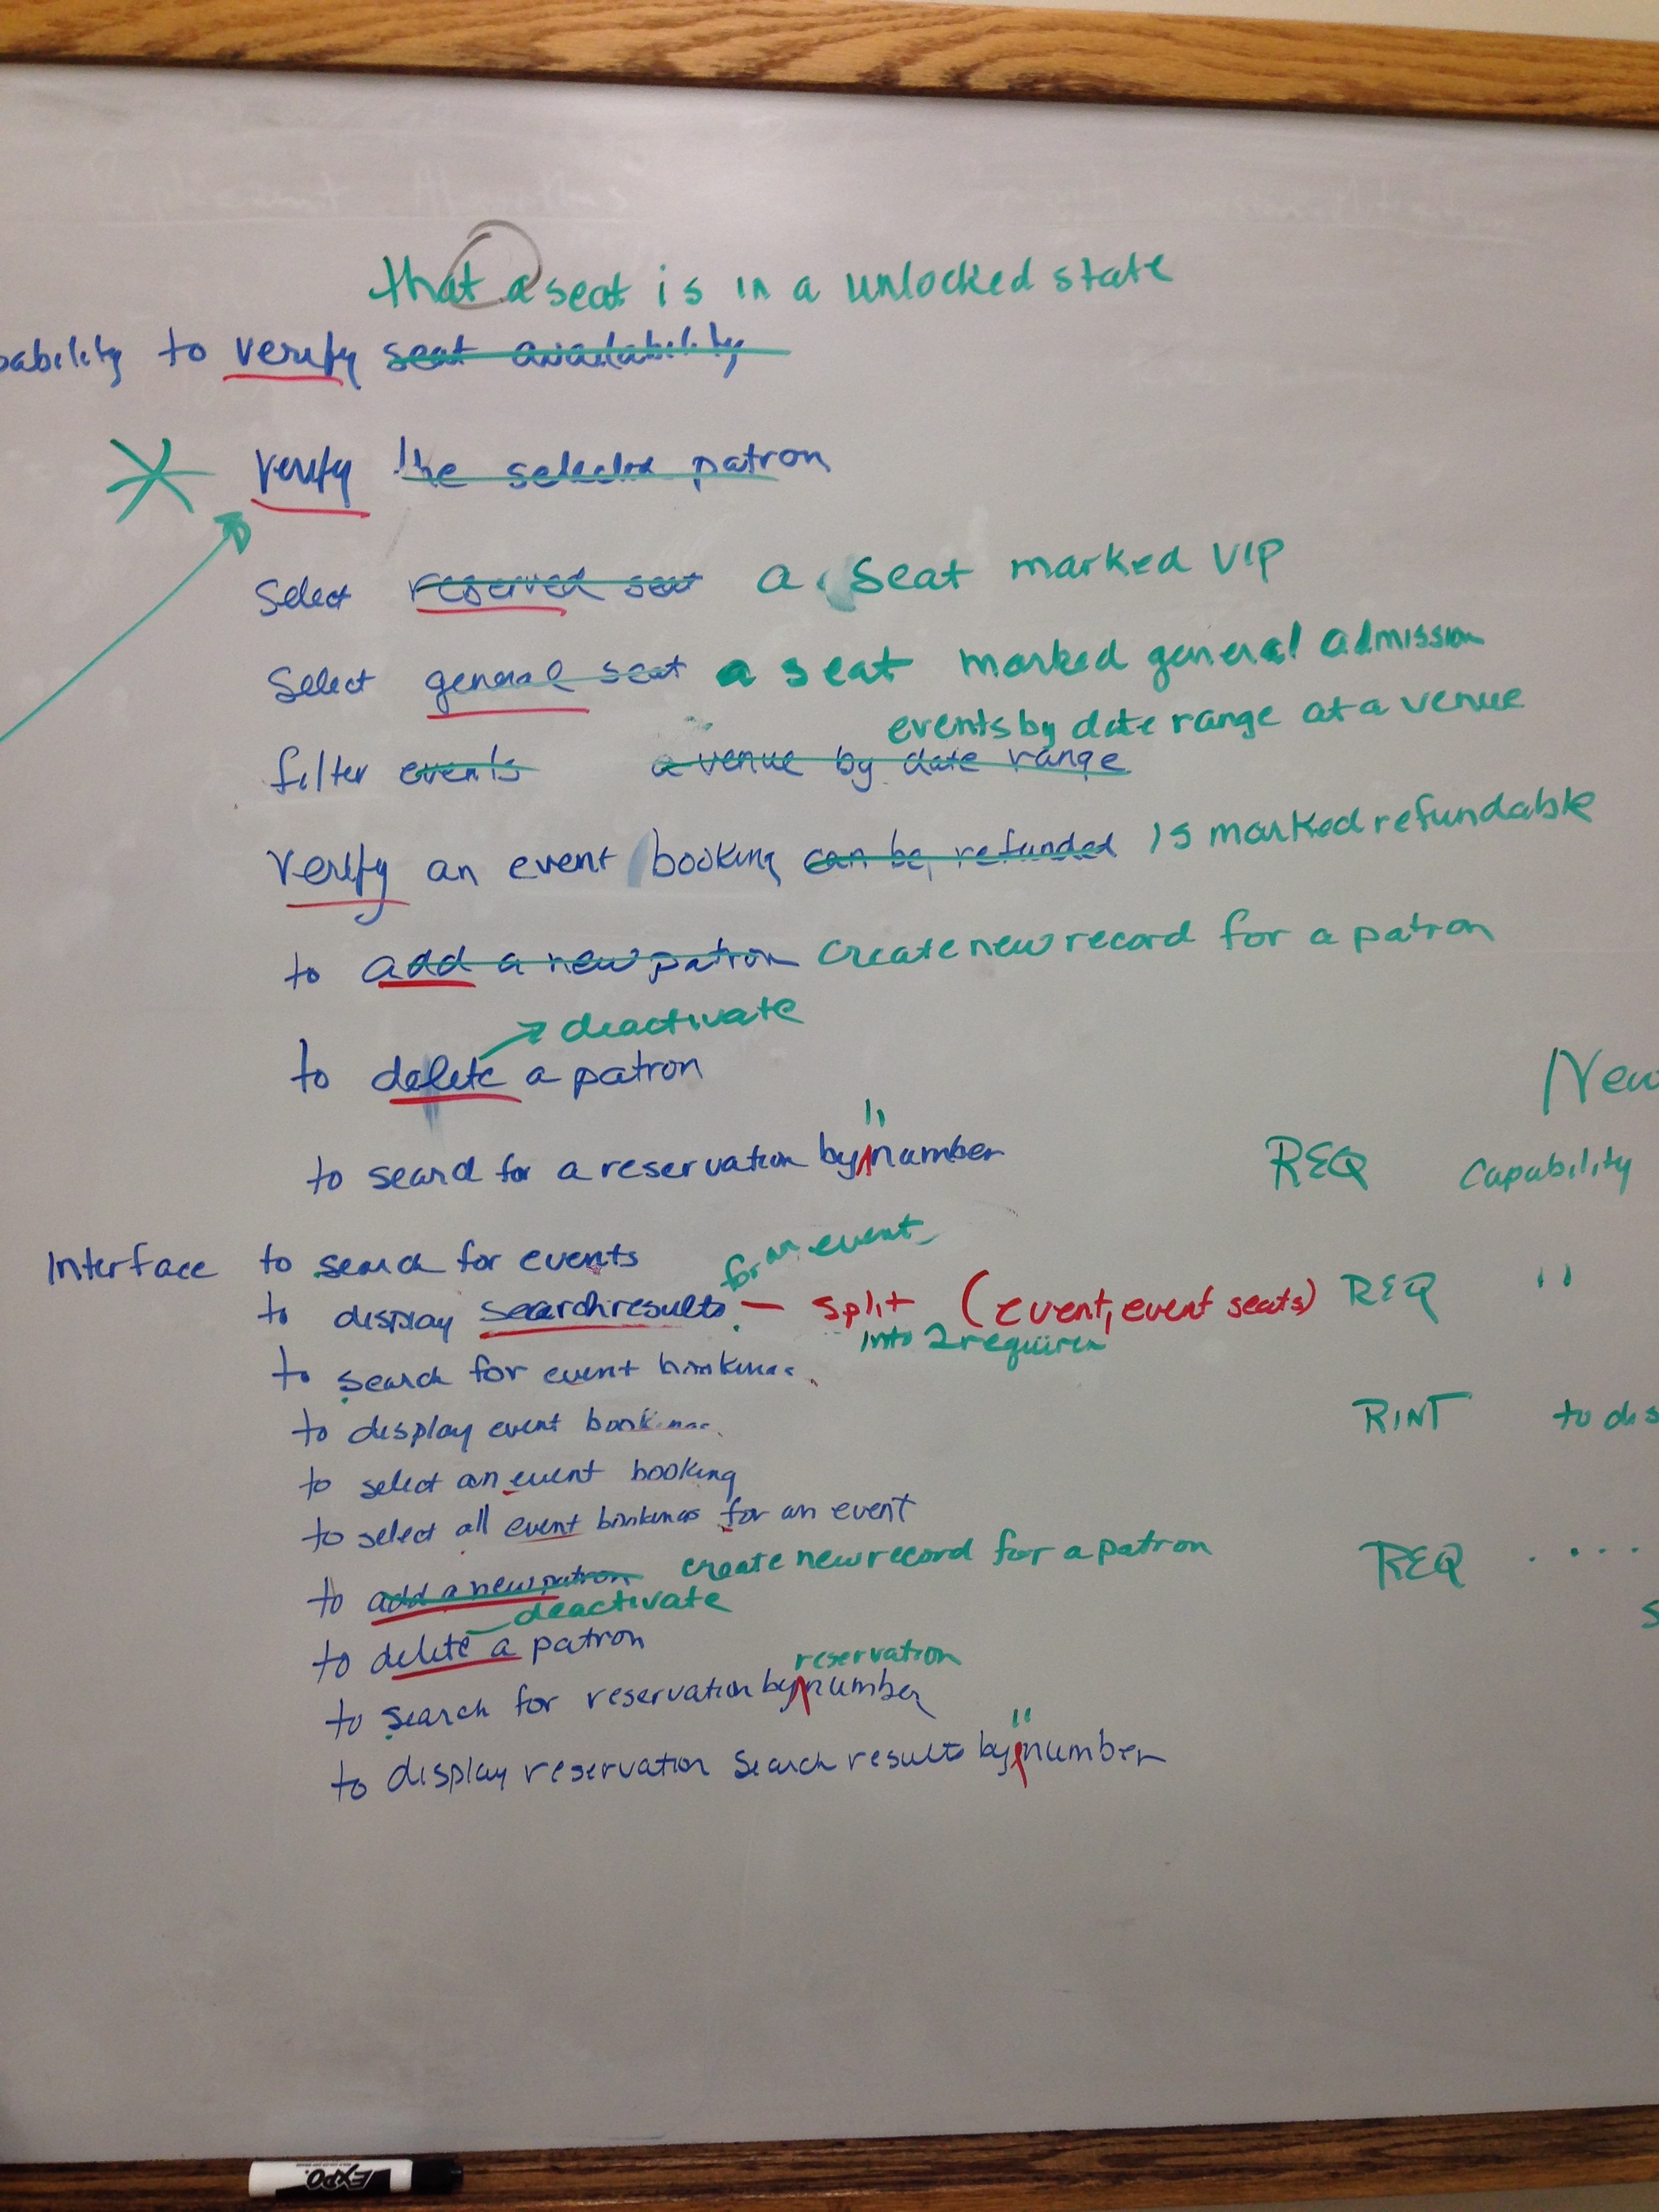 that a seat is in a unlocked state
pability to verify seat availability
Verify the selected patron
Select reserved seat a seat marked VIP
Select general seat a seat marked general admission
events by date range at a venue
filter events a venue by date range
Verify an event booking can be refunded is marked refundable
to add a new patron create new record for a patron
deactivate
to delete a patron
New
"
to search for a reservation by number
REQ Capability
for an event
Interface to search for events
to display search results — split (event, event seats) REQ "
into 2 requirem
to search for event bookings
RINT to dis
to display event bookings
to select an event booking
to select all event bookings for an event
to add a new patron create new record for a patron
REQ ....
S
deactivate
to delete a patron
reservation
to search for reservation by number
"
to display reservation search results by number
EXPO